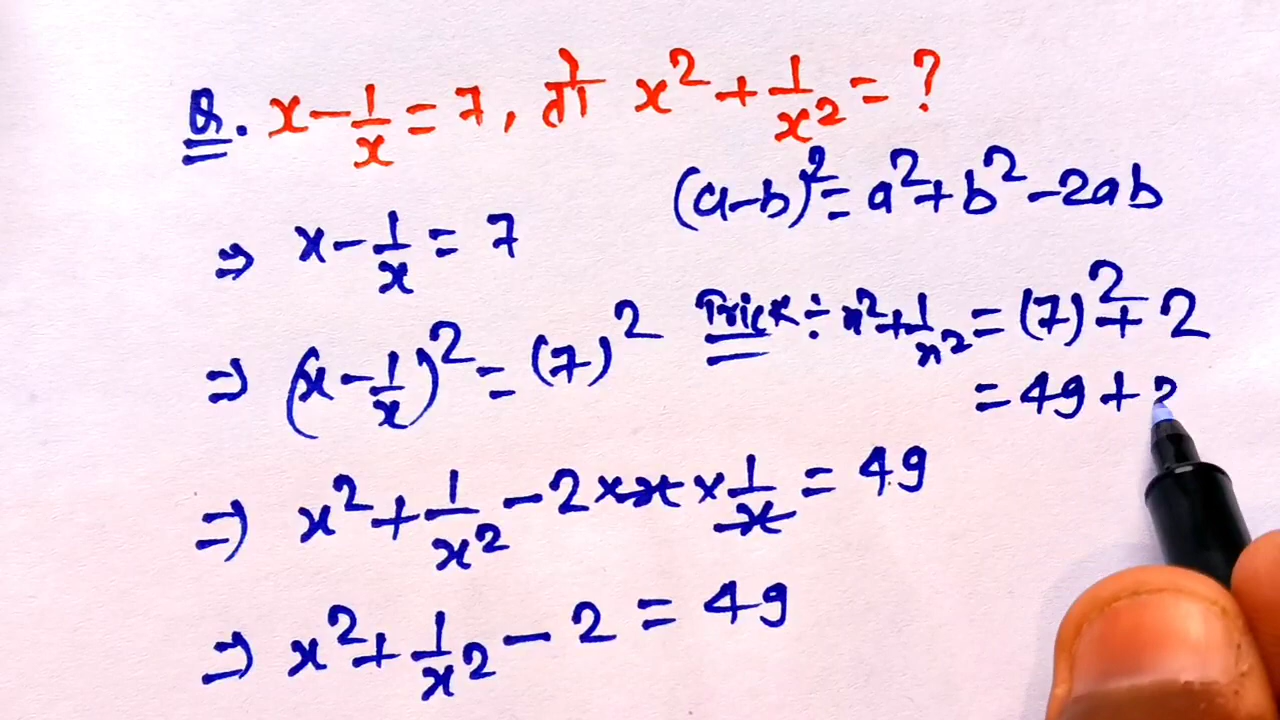 Q. x - 1/x = 7, तो x² + 1/x² = ?
(a-b)² = a² + b² - 2ab
⇒ x - 1/x = 7
⇒ (x - 1/x)² = (7)²
Trick ÷ x² + 1/x² = (7)² + 2
= 49 + 2
⇒ x² + 1/x² - 2 × x × 1/x = 49
⇒ x² + 1/x² - 2 = 49